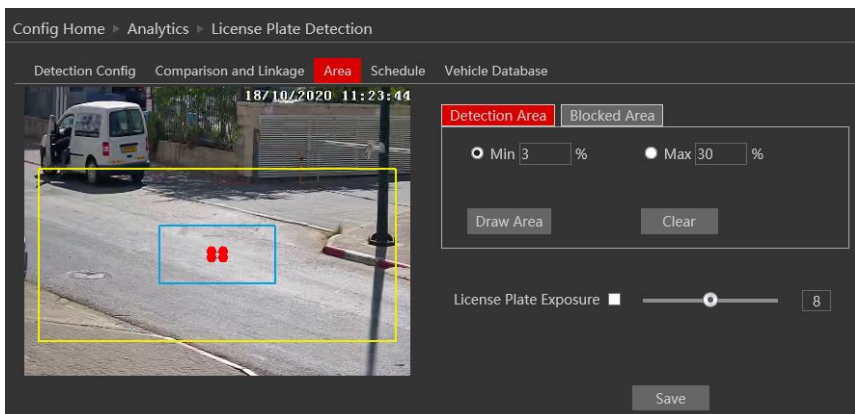 Config Home ▶ Analytics ▶ License Plate Detection
Detection Config Comparison and Linkage Area Schedule Vehicle Database
18/10/2020 11:23:44
Detection Area Blocked Area
Min 3 % Max 30 %
Draw Area Clear
License Plate Exposure 8
Save